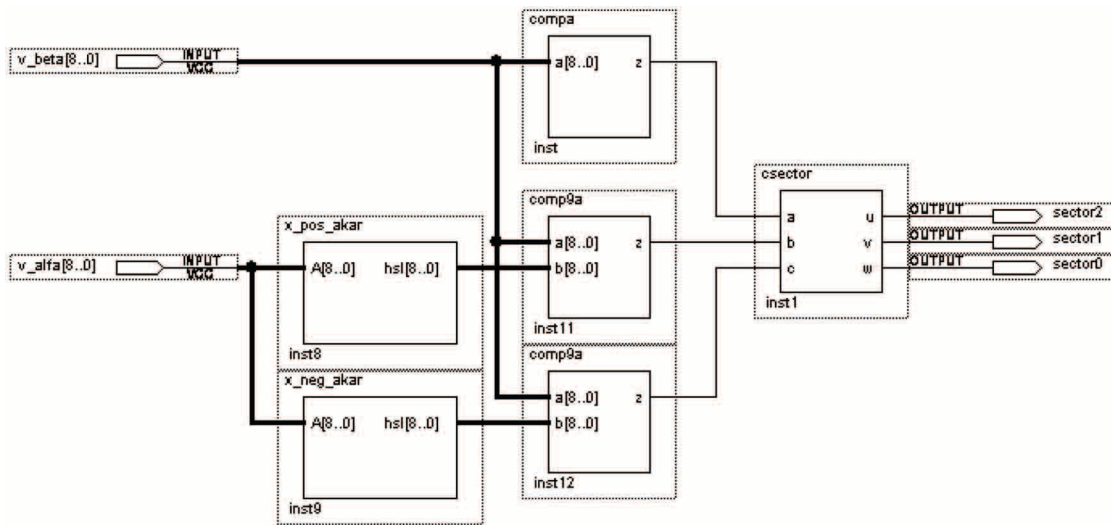 compa
v_beta[8..0] INPUT VCC
a[8..0] z
inst
csector
comp9a
a u OUTPUT sector2
x_pos_akar
a[8..0] z
b v OUTPUT sector1
v_alfa[8..0] INPUT VCC
A[8..0] hsl[8..0]
b[8..0]
c w OUTPUT sector0
inst1
inst11
inst8
comp9a
x_neg_akar
a[8..0] z
A[8..0] hsl[8..0]
b[8..0]
inst12
inst9